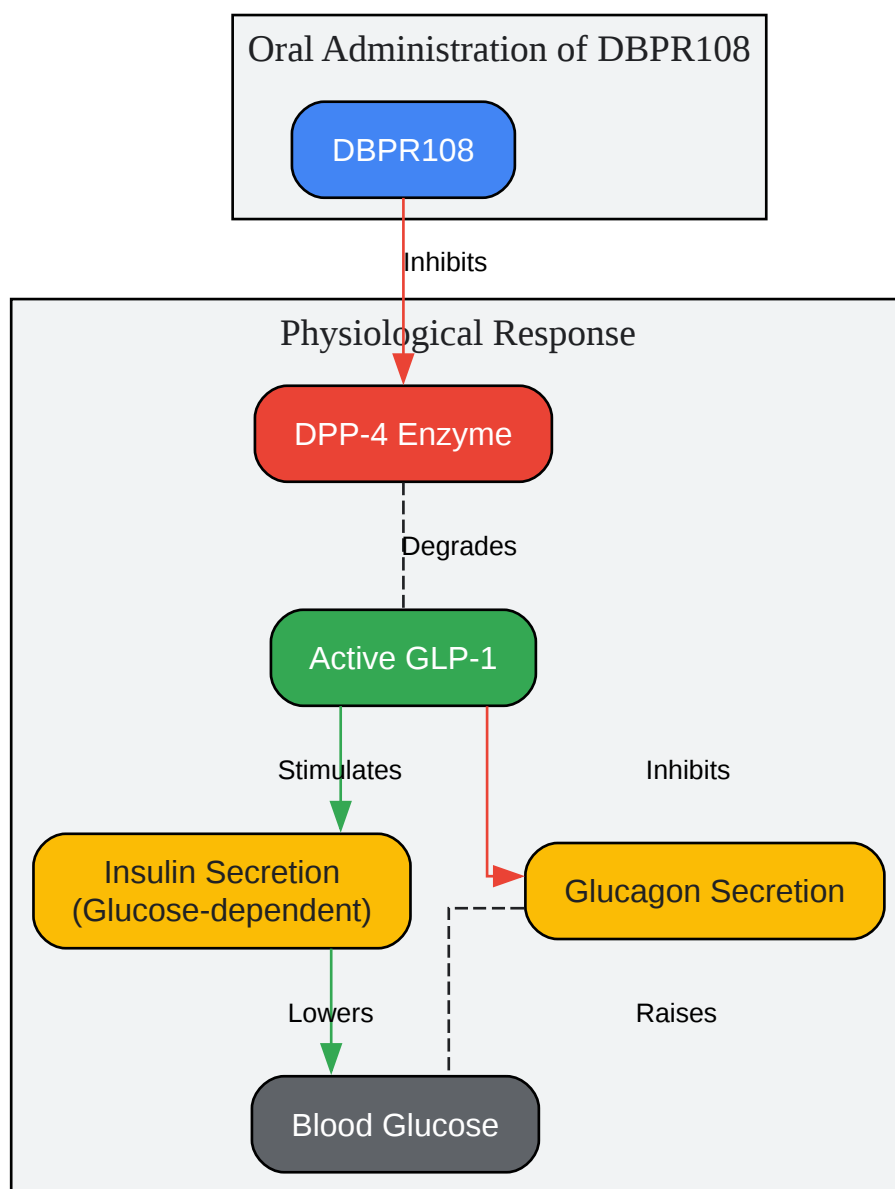 Oral Administration of DBPR108
DBPR108
Inhibits
Physiological Response
DPP-4 Enzyme
Degrades
Active GLP-1
Stimulates
Inhibits
Insulin Secretion
(Glucose-dependent)
Glucagon Secretion
Lowers
Raises
Blood Glucose